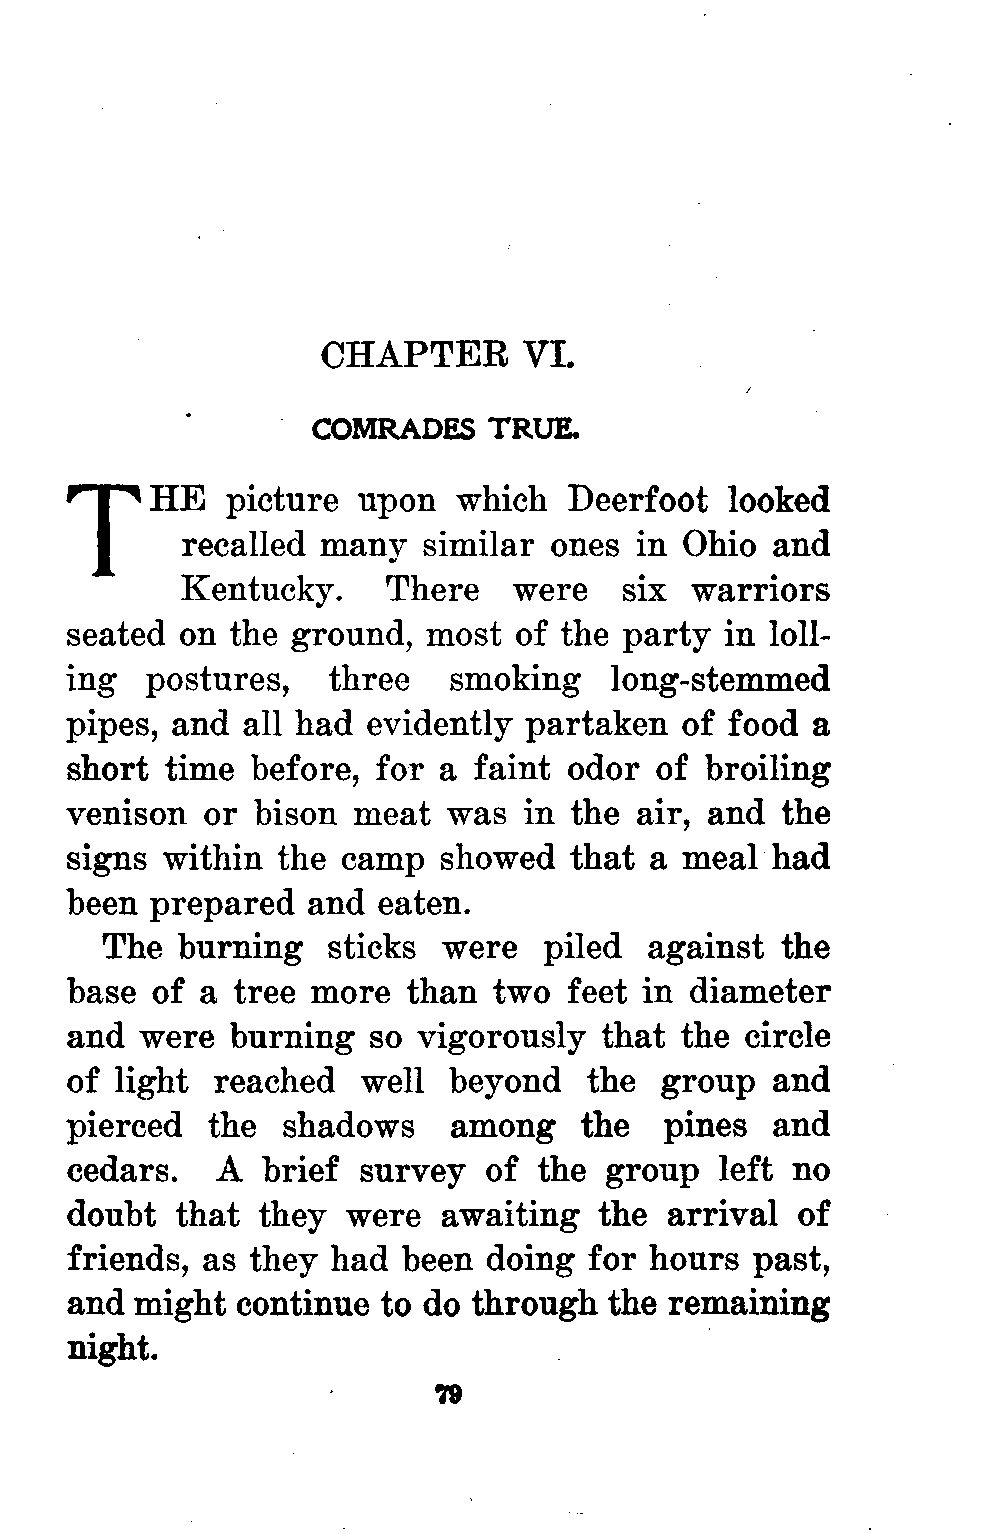 CHAPTER VI.
COMRADES TRUE.
THE picture upon which Deerfoot looked
recalled many similar ones in Ohio and
Kentucky. There were six warriors
seated on the ground, most of the party in loll-
ing postures, three smoking long-stemmed
pipes, and all had evidently partaken of food a
short time before, for a faint odor of broiling
venison or bison meat was in the air, and the
signs within the camp showed that a meal had
been prepared and eaten.
The burning sticks were piled against the
base of a tree more than two feet in diameter
and were burning so vigorously that the circle
of light reached well beyond the group and
pierced the shadows among the pines and
cedars. A brief survey of the group left no
doubt that they were awaiting the arrival of
friends, as they had been doing for hours past,
and might continue to do through the remaining
night.
79